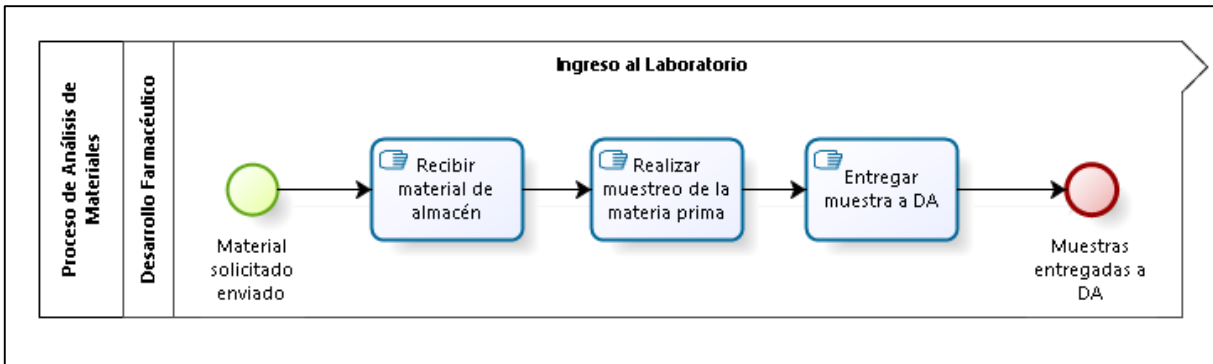 Proceso de Análisis de
Materiales
Desarrollo Farmacéutico
Ingreso al Laboratorio
Material
solicitado
enviado
Recibir
material de
almacén
Realizar
muestreo de la
materia prima
Entregar
muestra a DA
Muestras
entregadas a
DA